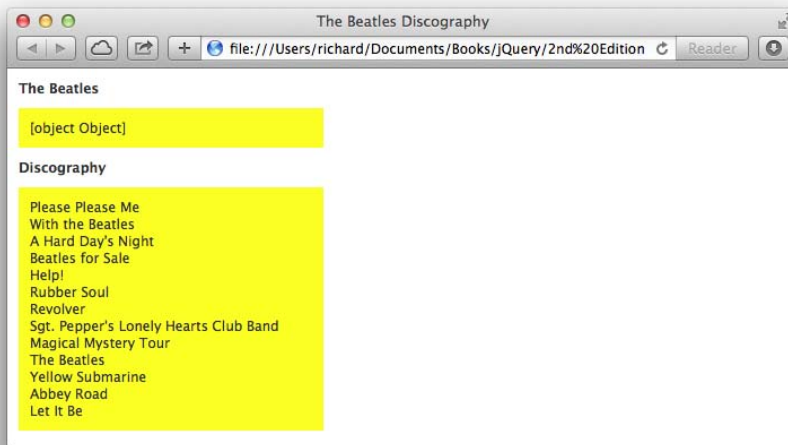 The Beatles Discography
file:///Users/richard/Documents/Books/jQuery/2nd%20Edition
Reader
The Beatles
[object Object]
Discography
Please Please Me
With the Beatles
A Hard Day's Night
Beatles for Sale
Help!
Rubber Soul
Revolver
Sgt. Pepper's Lonely Hearts Club Band
Magical Mystery Tour
The Beatles
Yellow Submarine
Abbey Road
Let It Be